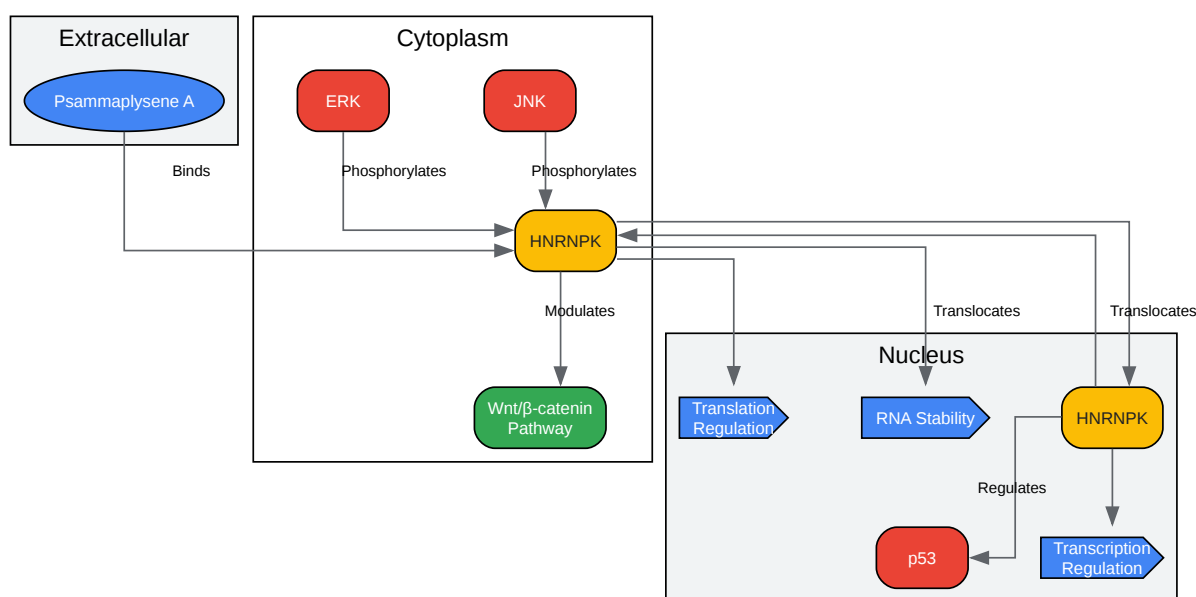 Extracellular
Cytoplasm
Psammaplysene A
ERK
JNK
Binds
Phosphorylates
Phosphorylates
HNRNPK
Modulates
Translocates
Translocates
Nucleus
Wnt/β-catenin
Pathway
Translation
Regulation
RNA Stability
HNRNPK
Regulates
p53
Transcription
Regulation